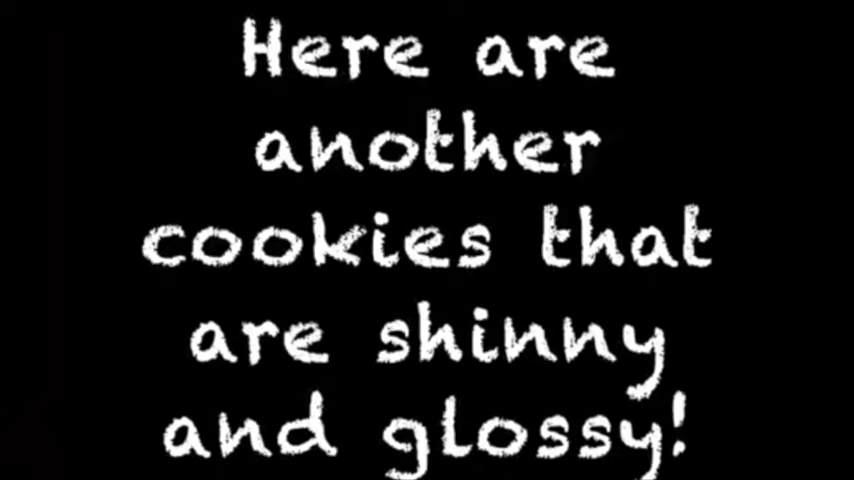 Here are
another
cookies that
are shinny
and glossy!